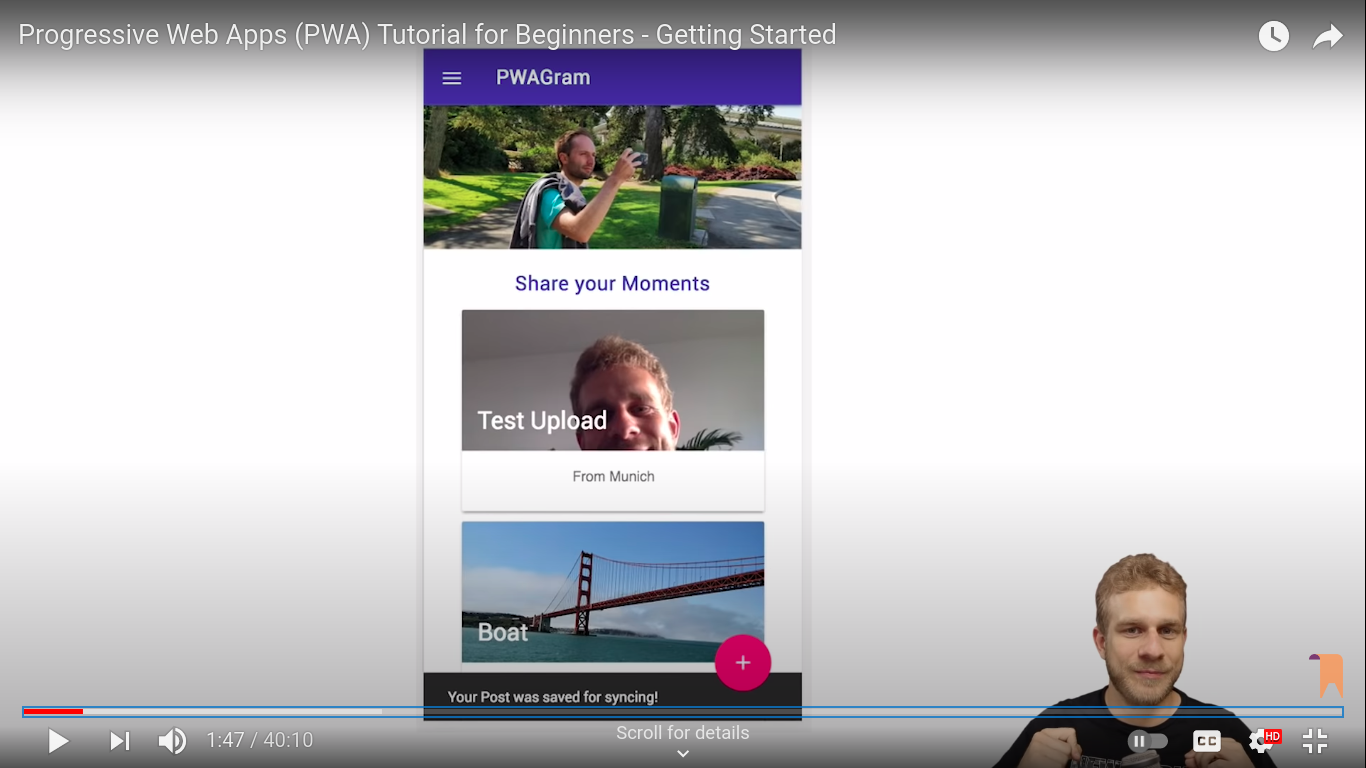 Progressive Web Apps (PWA) Tutorial for Beginners - Getting Started
PWAGram
Share your Moments
Test Upload
From Munich
Boat
+
Your Post was saved for syncing!
1:47 / 40:10
Scroll for details
CC
HD